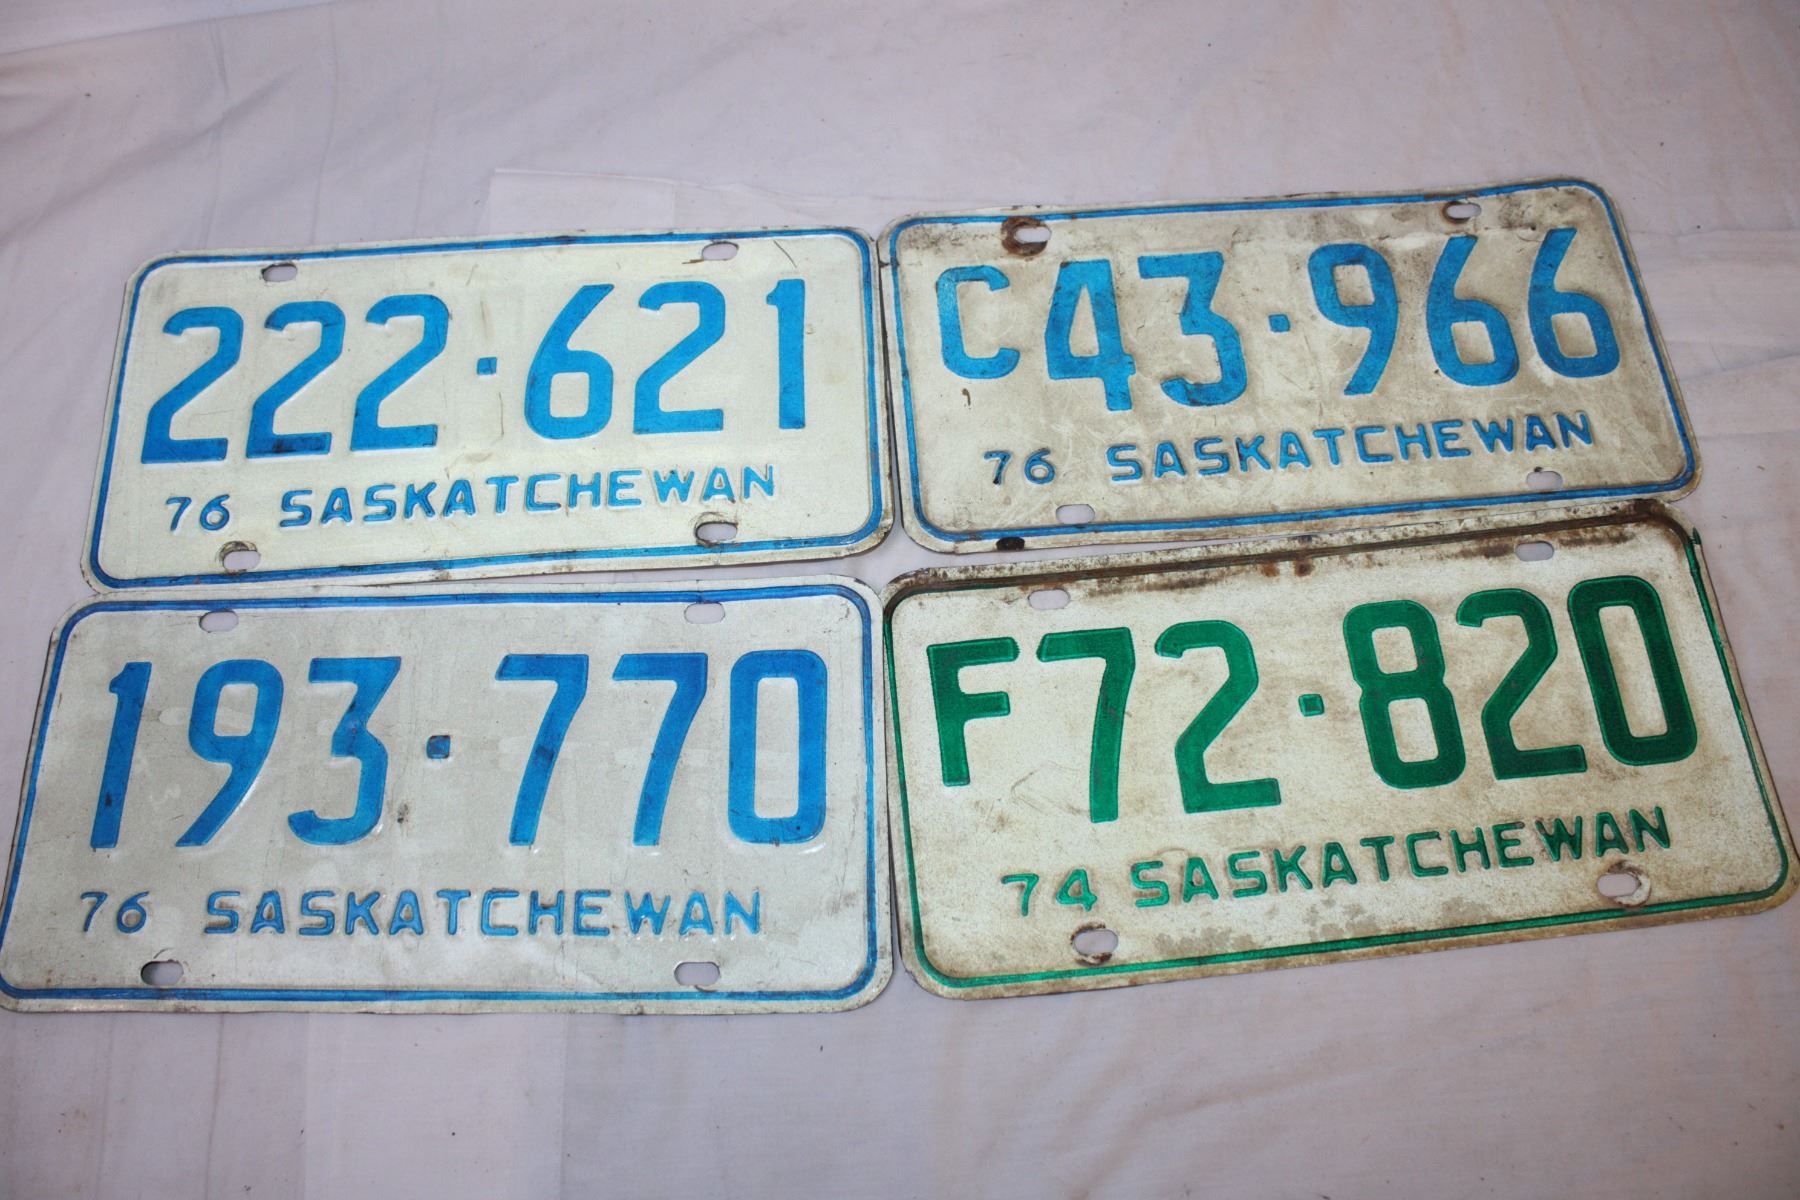 222·621
76 SASKATCHEWAN
C43·966
76 SASKATCHEWAN
193·770
76 SASKATCHEWAN
F72·820
74 SASKATCHEWAN